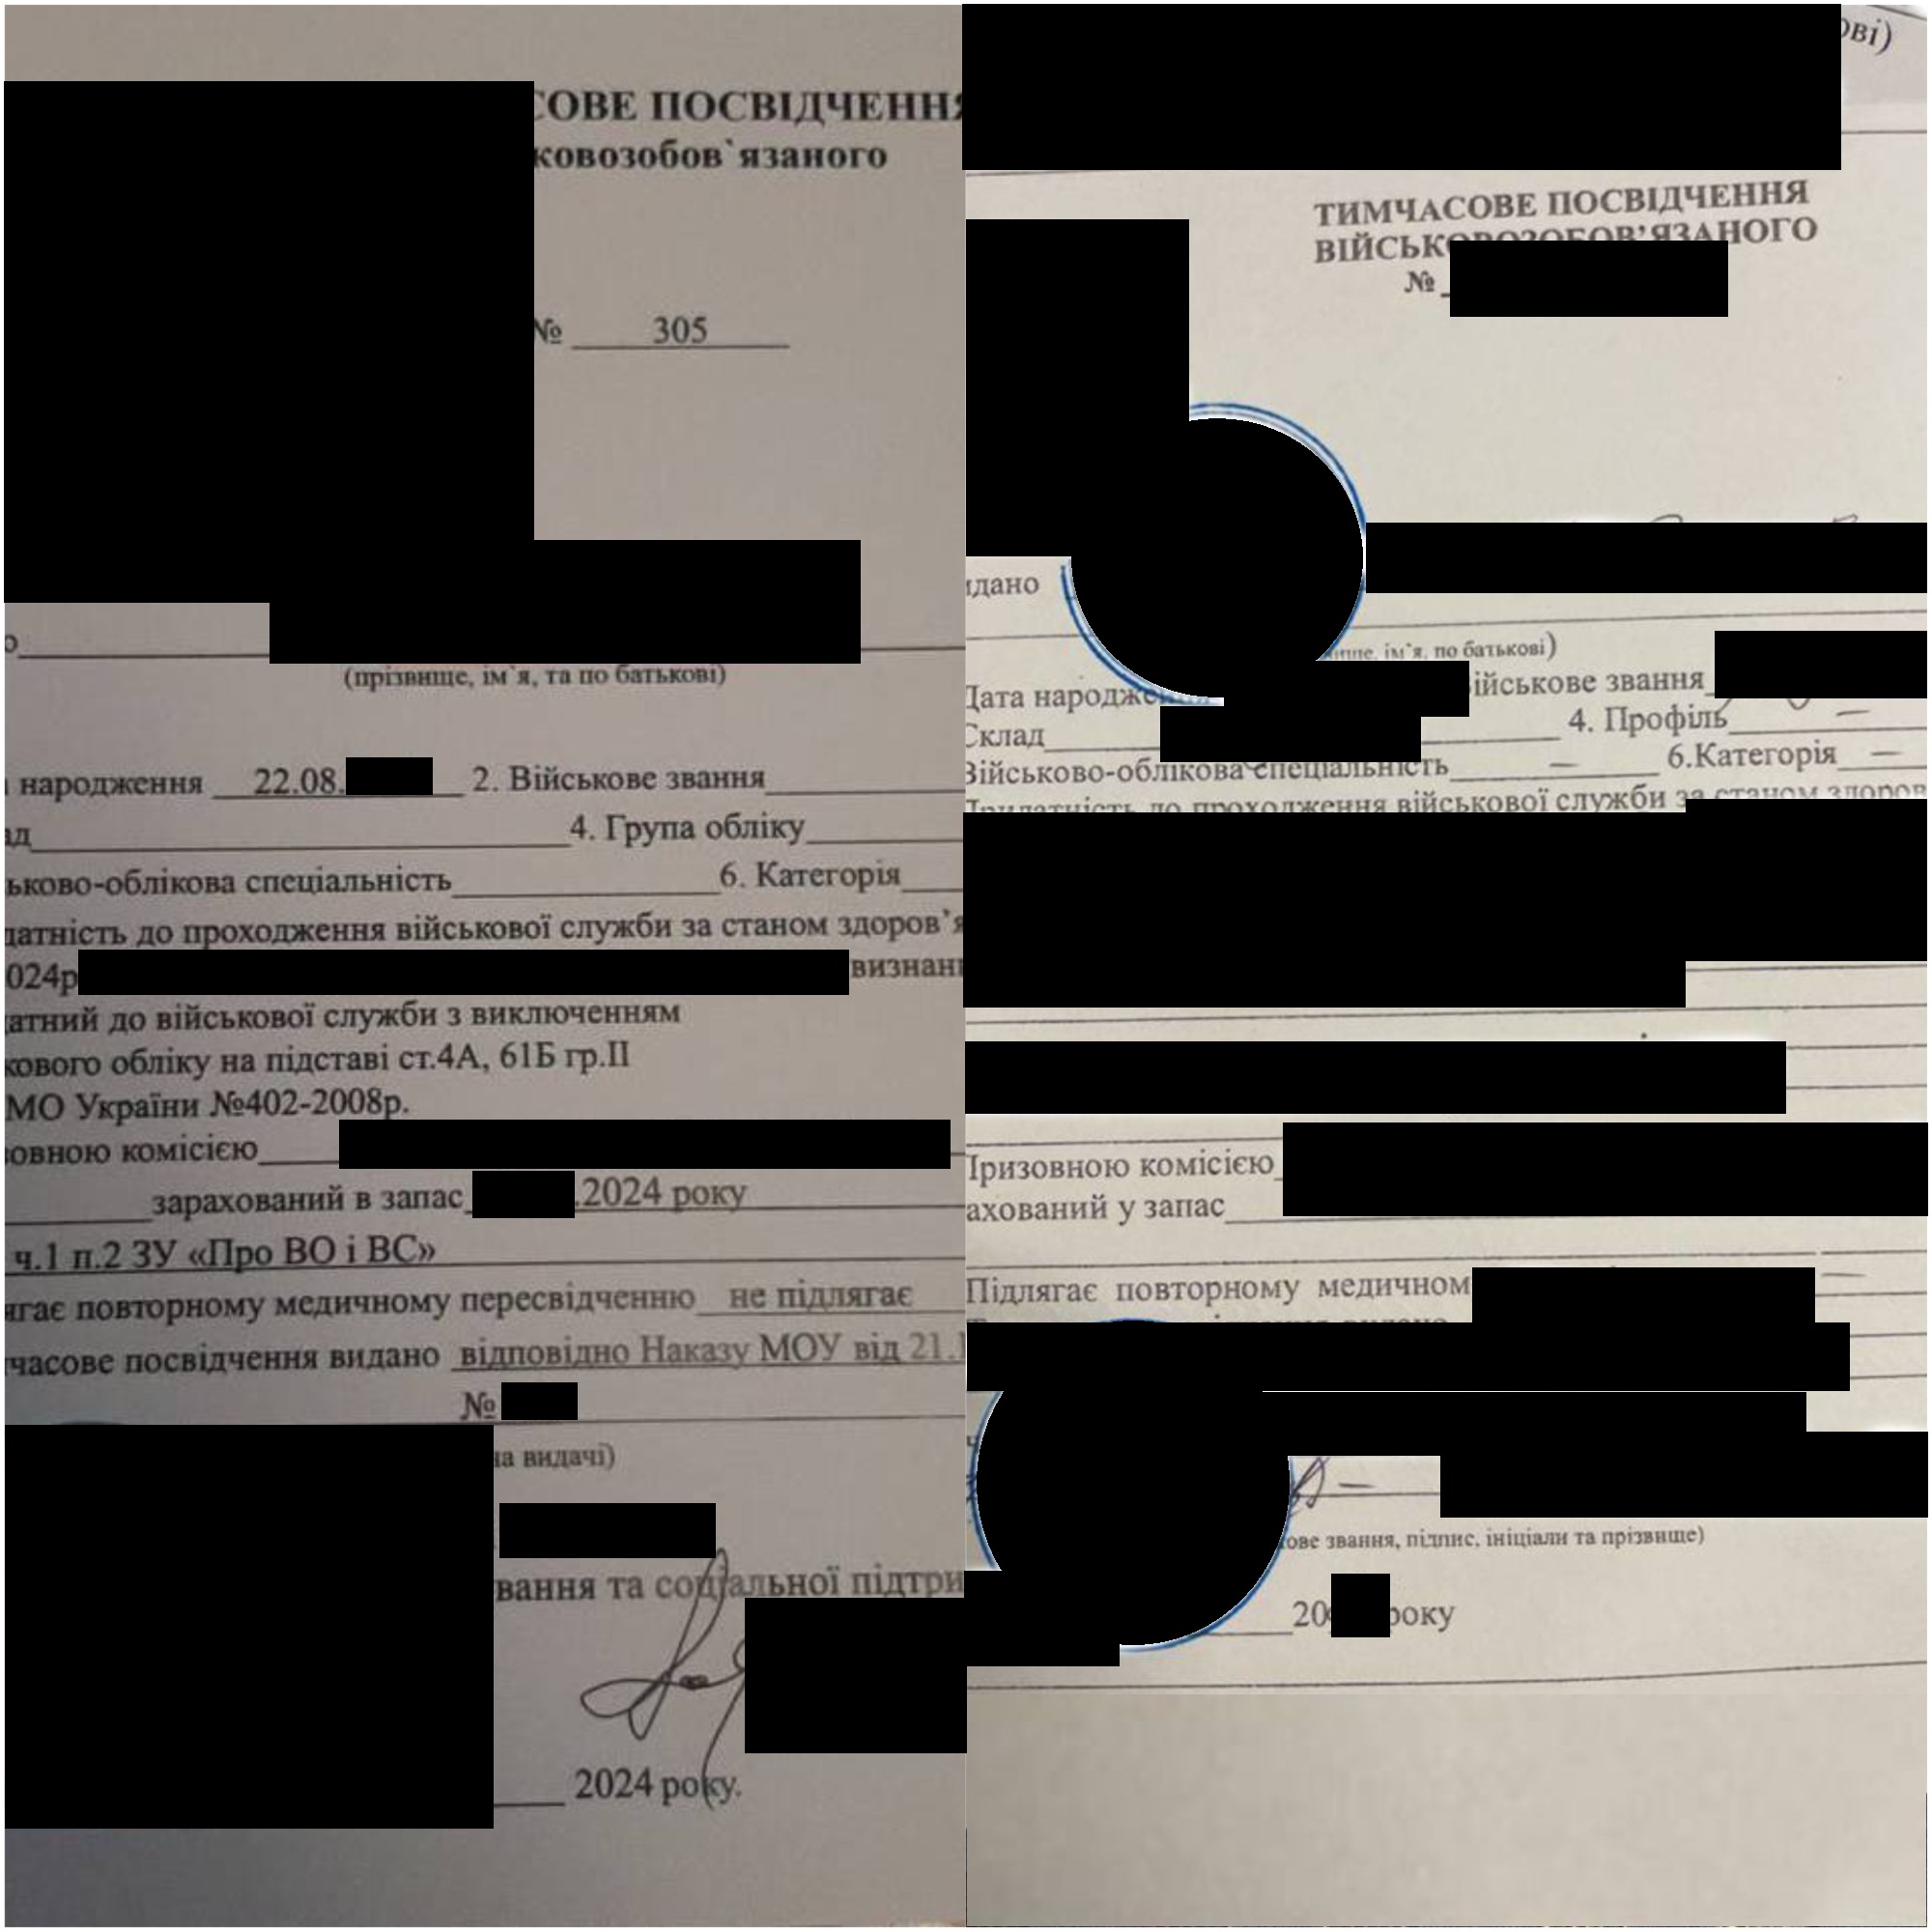 СОВЕ ПОСВІДЧЕННЯ
ковозобов`язаного
№ 305
(прізвище, ім`я, та по батькові)
народження 22.08. 2. Військове звання
ад 4. Група обліку
ьково-облікова спеціальність 6. Категорія
датність до проходження військової служби за станом здоров’я
024р визнан
атний до військової служби з виключенням
кового обліку на підставі ст.4А, 61Б гр.ІІ
МО України №402-2008р.
овною комісією
зарахований в запас .2024 року
ч.1 п.2 ЗУ «Про ВО і ВС»
ягає повторному медичному пересвідченню не підлягає
часове посвідчення видано відповідно Наказу МОУ від 21.1
№
на видачі)
вання та соціальної підтри
2024 року.
ові)
ТИМЧАСОВЕ ПОСВІДЧЕННЯ
ВІЙСЬКОВОЗОБОВ’ЯЗАНОГО
№
идано
ище, ім`я, по батькові)
Дата народження ійськове звання
Склад 4. Профіль –
Військово-облікова спеціальність – 6.Категорія –
Придатність до проходження військової служби за станом здоров
Призовною комісією
ахований у запас
Підлягає повторному медичном
ове звання, підпис, ініціали та прізвище)
20 року